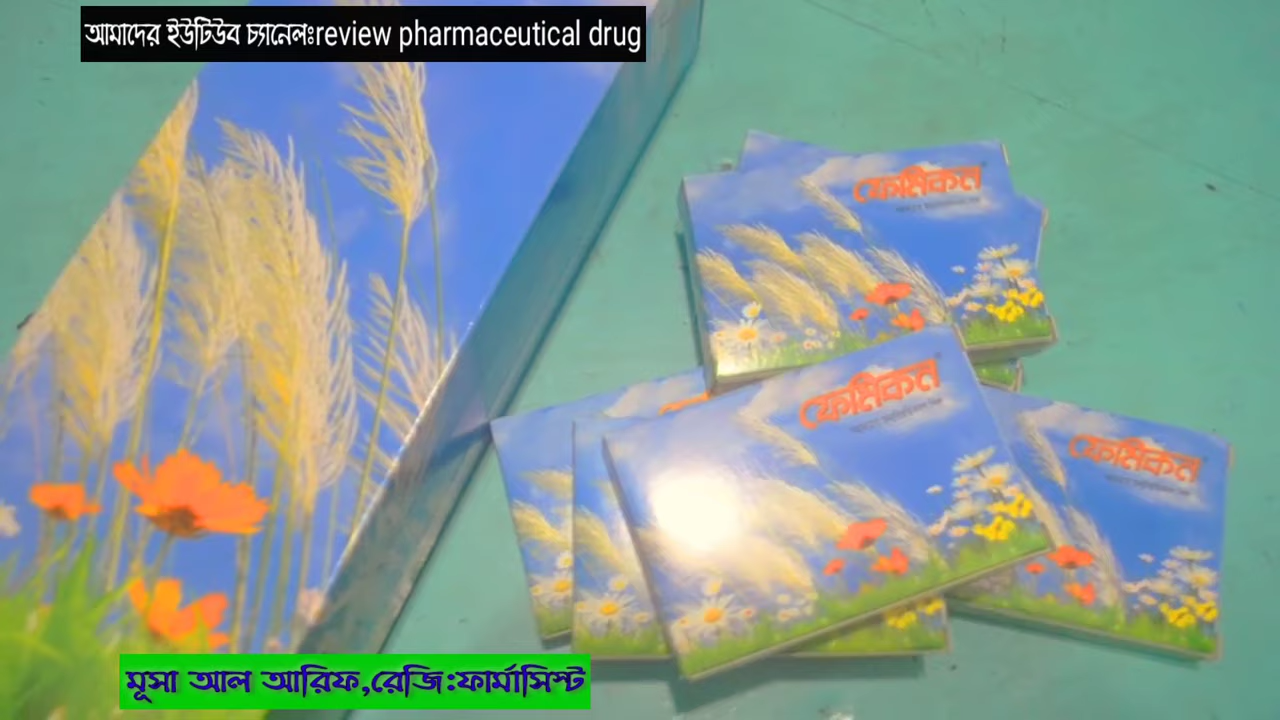 আমাদের ইউটিউব চ্যানেলঃreview pharmaceutical drug
ফেমিকন
ফেমিকন
ফেমিকন
মূসা আল আরিফ,রেজি:ফার্মাসিস্ট